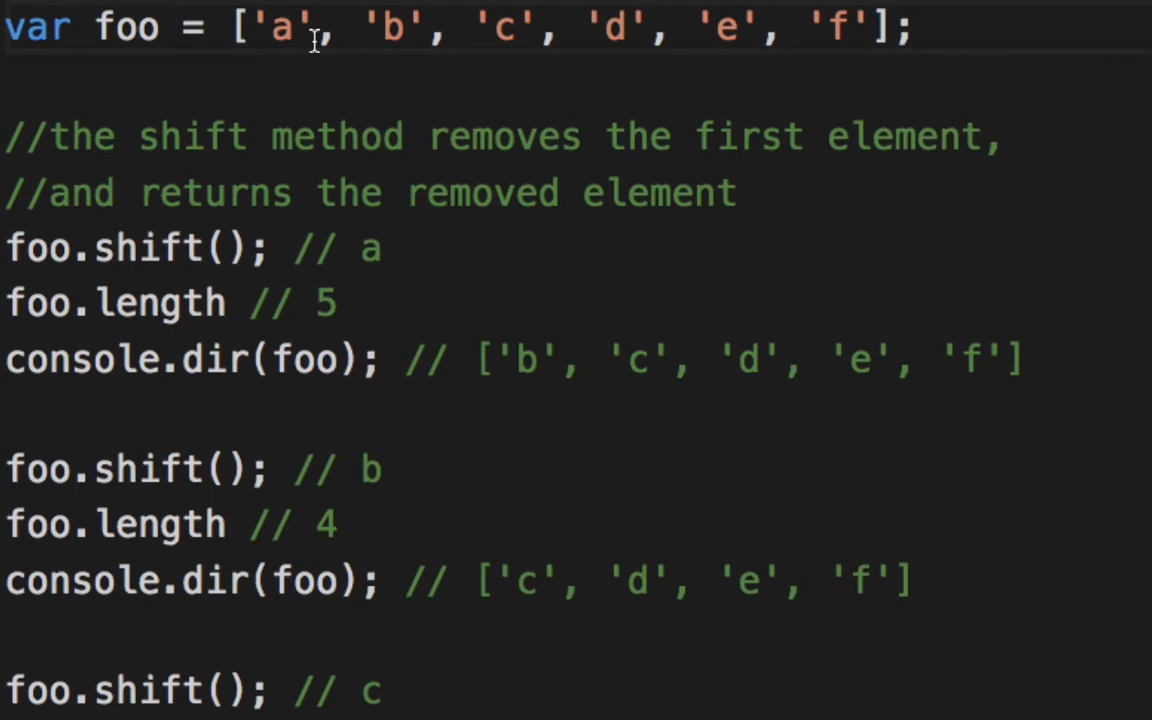 var foo = ['a', 'b', 'c', 'd', 'e', 'f'];
//the shift method removes the first element,
//and returns the removed element
foo.shift(); // a
foo.length // 5
console.dir(foo); // ['b', 'c', 'd', 'e', 'f']
foo.shift(); // b
foo.length // 4
console.dir(foo); // ['c', 'd', 'e', 'f']
foo.shift(); // c